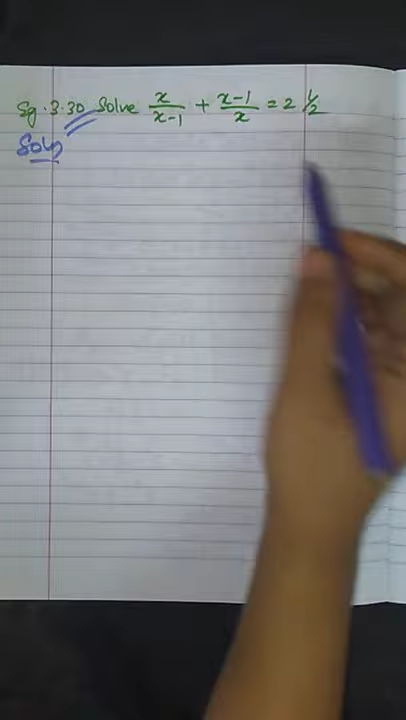 Eg. 3.30 Solve x/(x-1) + (x-1)/x = 2 1/2
Soln